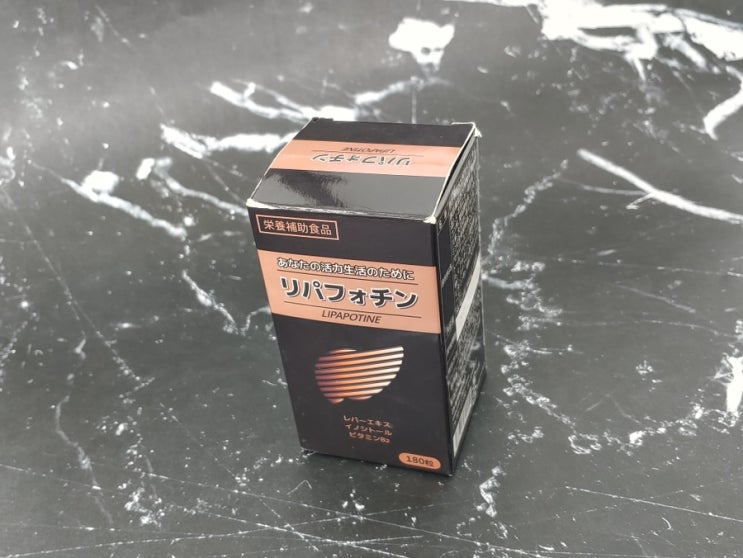 リパフォチン
LIPAPOTINE
栄養補助食品
あなたの活力生活のために
リパフォチン
LIPAPOTINE
レバーエキス
イノシトール
ビタミンB2
180粒